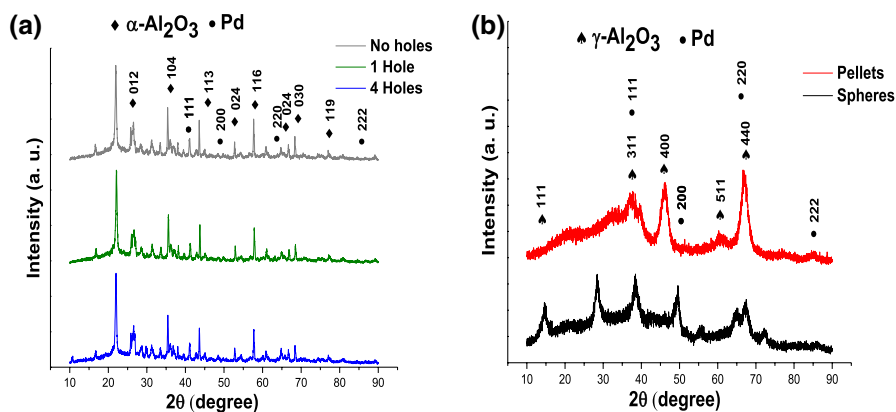 (a)
♦ α-Al2O3 ● Pd
No holes
1 Hole
4 Holes
012
104
111
113
200
024
116
220
024
030
119
222
Intensity (a. u.)
10 20 30 40 50 60 70 80 90
2θ (degree)
(b)
♠ γ-Al2O3 ● Pd
Pellets
Spheres
111
111
311
400
200
511
220
440
222
Intensity (a. u.)
10 20 30 40 50 60 70 80 90
2θ (degree)